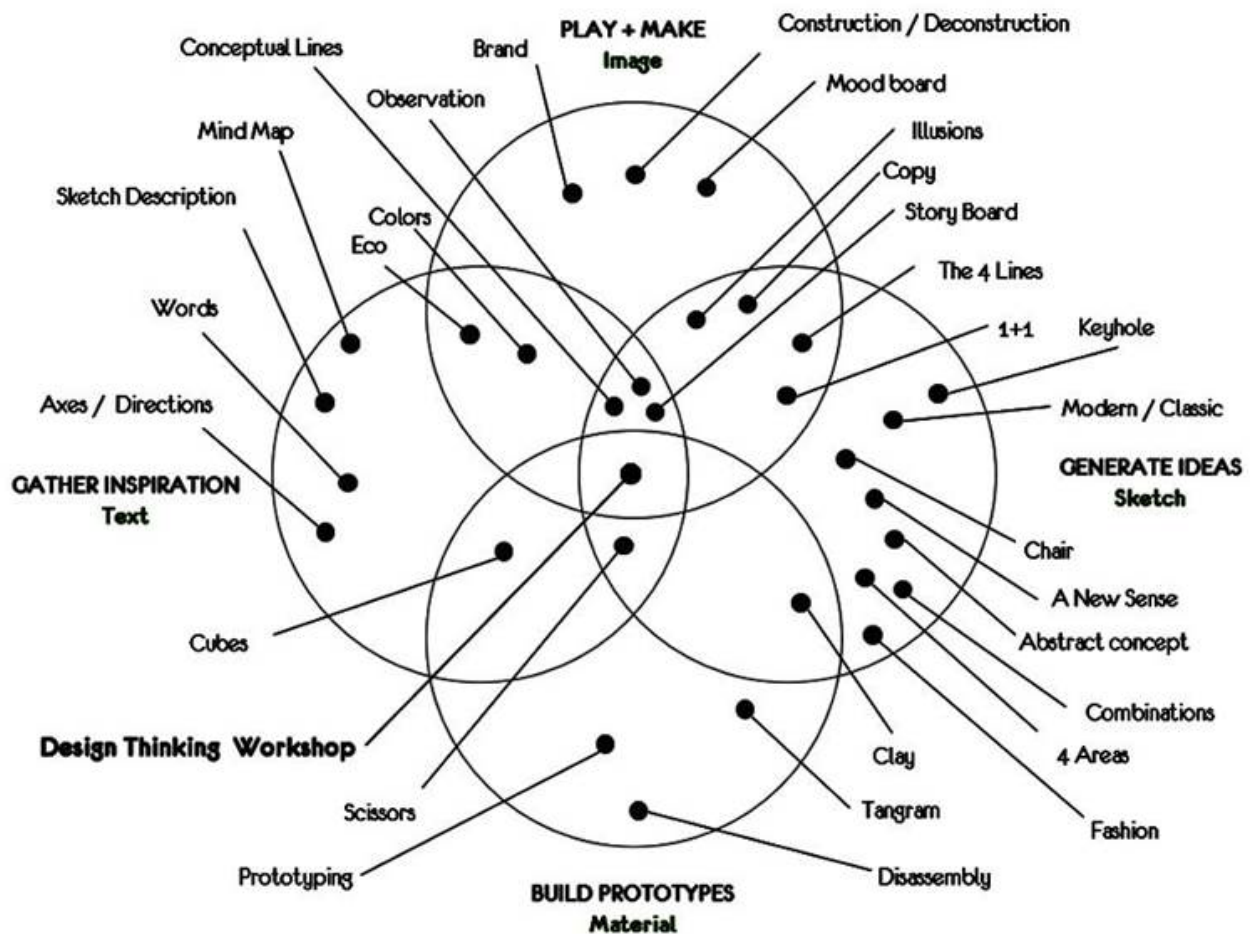 PLAY + MAKE
Image
Construction / Deconstruction
Conceptual Lines
Brand
Mood board
Observation
Illusions
Mind Map
Copy
Sketch Description
Colors
Story Board
Eco
The 4 Lines
Words
1+1
Keyhole
Axes / Directions
Modern / Classic
GATHER INSPIRATION
Text
GENERATE IDEAS
Sketch
Chair
A New Sense
Cubes
Abstract concept
Combinations
Design Thinking Workshop
Clay
4 Areas
Scissors
Tangram
Fashion
Prototyping
Disassembly
BUILD PROTOTYPES
Material